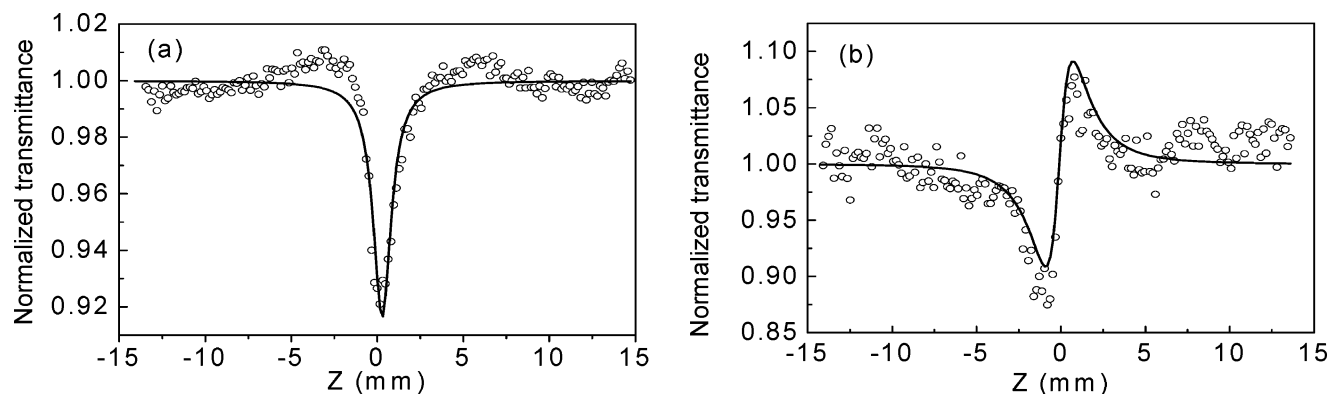 (a)
Normalized transmittance
1.02
1.00
0.98
0.96
0.94
0.92
-15 -10 -5 0 5 10 15
Z (mm)
(b)
Normalized transmittance
1.10
1.05
1.00
0.95
0.90
0.85
-15 -10 -5 0 5 10 15
Z (mm)